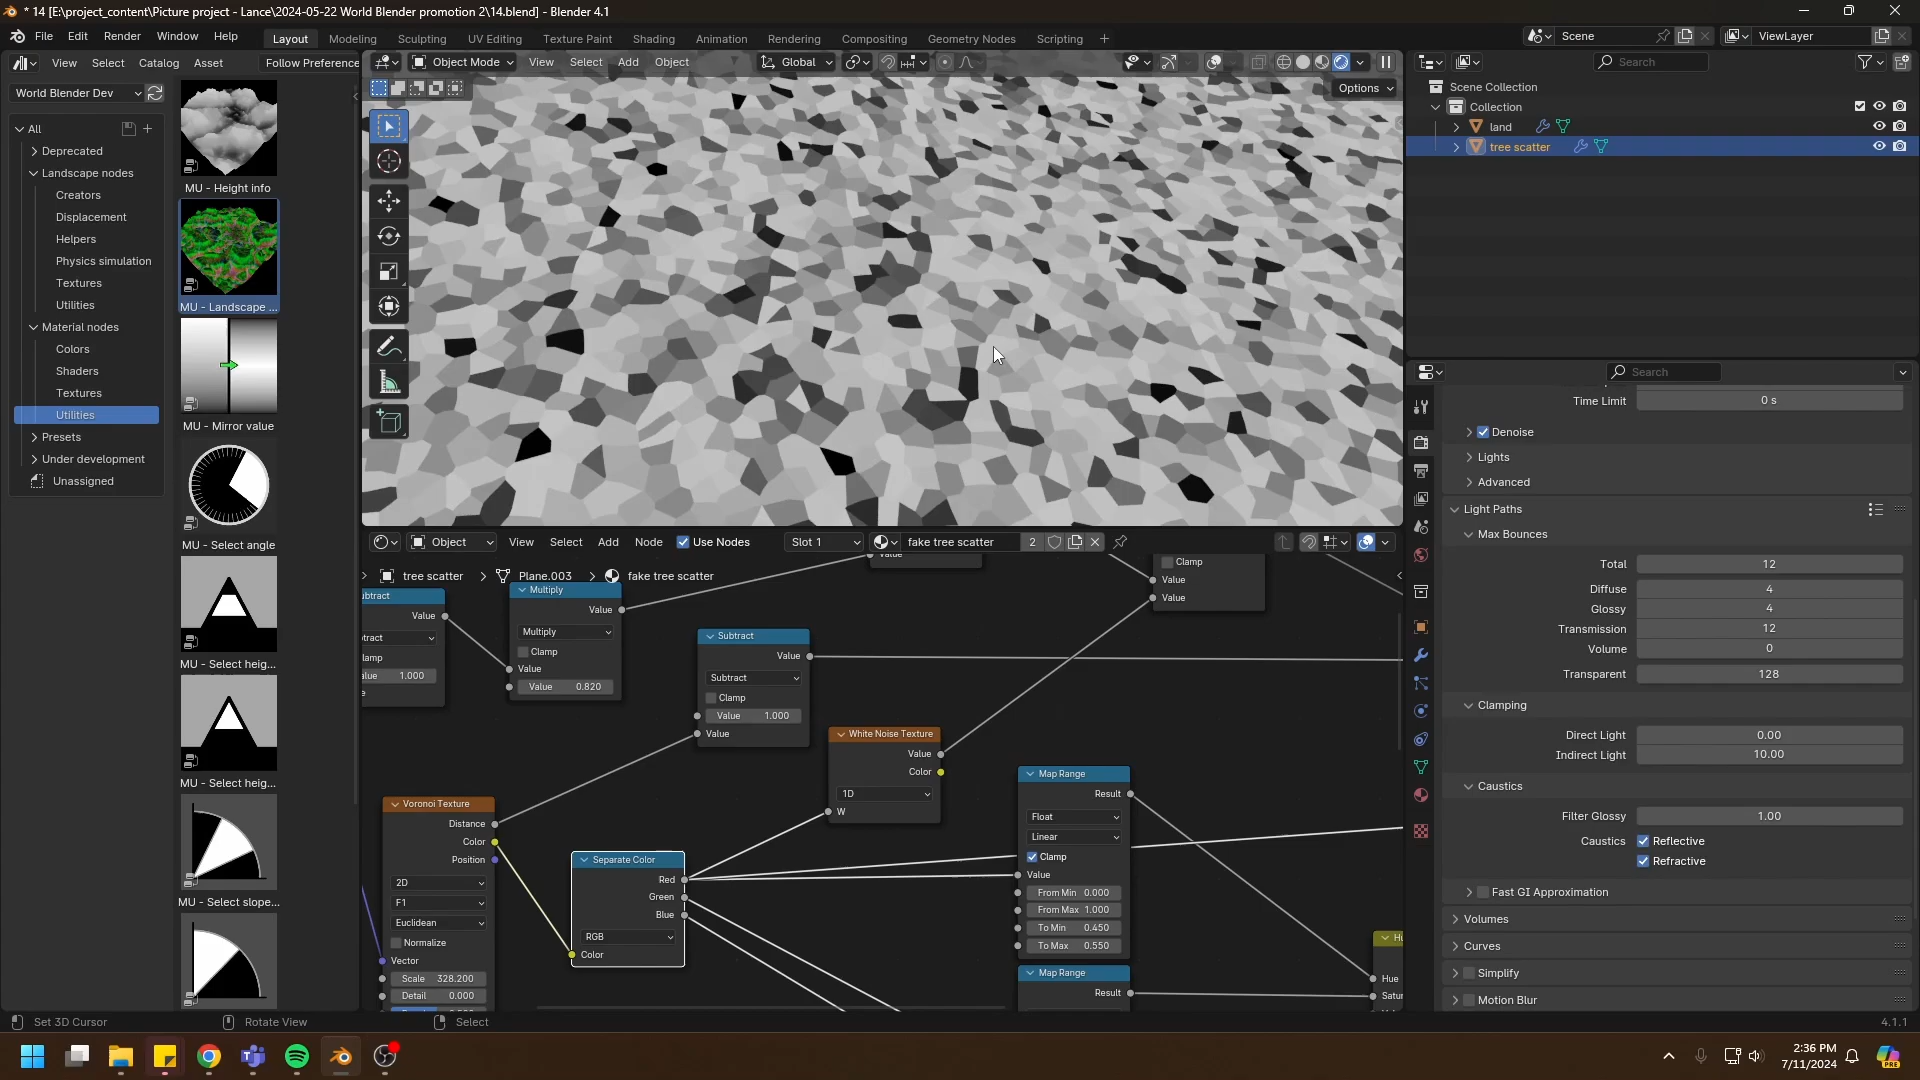 * 14 [E:\project_content\Picture project - Lance\2024-05-22 World Blender promotion 2\14.blend] - Blender 4.1
File Edit Render Window Help
Layout Modeling Sculpting UV Editing Texture Paint Shading Animation Rendering Compositing Geometry Nodes Scripting +
Scene
ViewLayer
View Select Catalog Asset Follow Preference
Object Mode View Select Add Object
Global
Options
Search
World Blender Dev
All
Deprecated
Landscape nodes
Creators
Displacement
Helpers
Physics simulation
Textures
Utilities
Material nodes
Colors
Shaders
Textures
Utilities
Presets
Under development
Unassigned
MU - Height info
MU - Landscape ...
MU - Mirror value
MU - Select angle
MU - Select heig...
MU - Select heig...
MU - Select slope...
Scene Collection
Collection
land
tree scatter
Object View Select Add Node Use Nodes Slot 1 fake tree scatter 2
tree scatter > Plane.003 > fake tree scatter
ubtract
Value
tract
lamp
alue 1.000
e
Multiply
Value
Multiply
Clamp
Value
Value 0.820
Subtract
Value
Subtract
Clamp
Value 1.000
Value
Value
Clamp
Value
Value
White Noise Texture
Value
Color
1D
W
Voronoi Texture
Distance
Color
Position
2D
F1
Euclidean
Normalize
Vector
Scale 328.200
Detail 0.000
Separate Color
Red
Green
Blue
RGB
Color
Map Range
Result
Float
Linear
Clamp
Value
From Min 0.000
From Max 1.000
To Min 0.450
To Max 0.550
Map Range
Result
Hu
Hue
Satur
Search
Time Limit 0 s
Denoise
Lights
Advanced
Light Paths
Max Bounces
Total 12
Diffuse 4
Glossy 4
Transmission 12
Volume 0
Transparent 128
Clamping
Direct Light 0.00
Indirect Light 10.00
Caustics
Filter Glossy 1.00
Caustics Reflective
Refractive
Fast GI Approximation
Volumes
Curves
Simplify
Motion Blur
Set 3D Cursor Rotate View Select
4.1.1
2:36 PM
7/11/2024
PRE